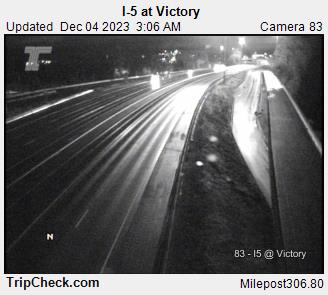 I-5 at Victory
Updated  Dec 04 2023  3:06 AM    Camera 83
T
N
83 - I5 @ Victory
TripCheck.com    Milepost306.80